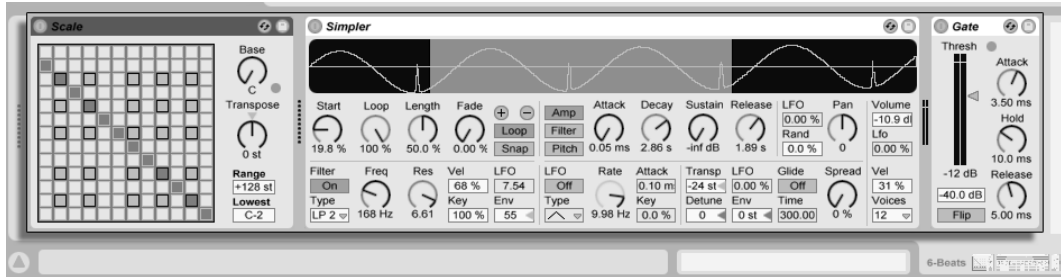 Scale
Base
C
Transpose
0 st
Range
+128 st
Lowest
C-2
Simpler
Start Loop Length Fade
19.8 % 100 % 50.0 % 0.00 %
Loop
Snap
Amp
Filter
Pitch
Attack Decay Sustain Release
0.05 ms 2.86 s -inf dB 1.89 s
LFO Pan
0.00 %
Rand
0.0 % 0
Volume
-10.9 dB
Lfo
0.00 %
Filter Freq Res Vel LFO
On 68 % 7.54
Type Key Env
LP 2 168 Hz 6.61 100 % 55
LFO Rate Attack
Off 0.10 m
Type Key
9.98 Hz 0.0 %
Transp LFO Glide Spread
-24 st 0.00 % Off
Detune Env Time
0 0 st 300.00 0 %
Vel
31 %
Voices
12
Gate
Thresh
Attack
3.50 ms
Hold
10.0 ms
-12 dB
Release
-40.0 dB
Flip 5.00 ms
6-Beats